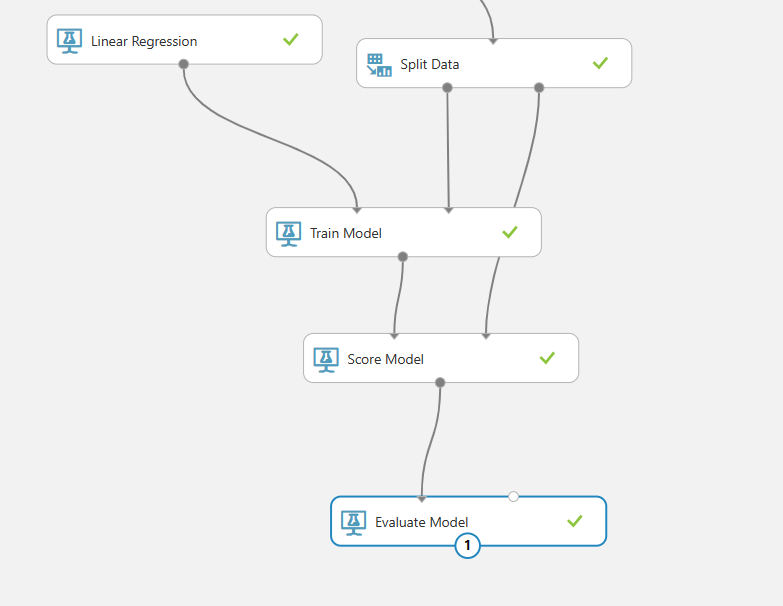 Linear Regression
Split Data
Train Model
Score Model
Evaluate Model
1